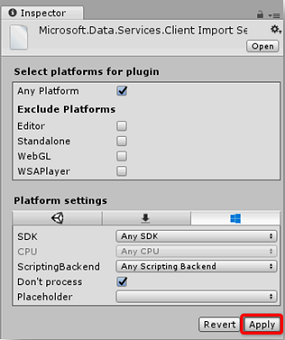 Inspector
Microsoft.Data.Services.Client Import Se
Open
Select platforms for plugin
Any Platform
Exclude Platforms
Editor
Standalone
WebGL
WSAPlayer
Platform settings
SDK Any SDK
CPU Any CPU
ScriptingBackend Any Scripting Backend
Don't process
Placeholder
Revert Apply